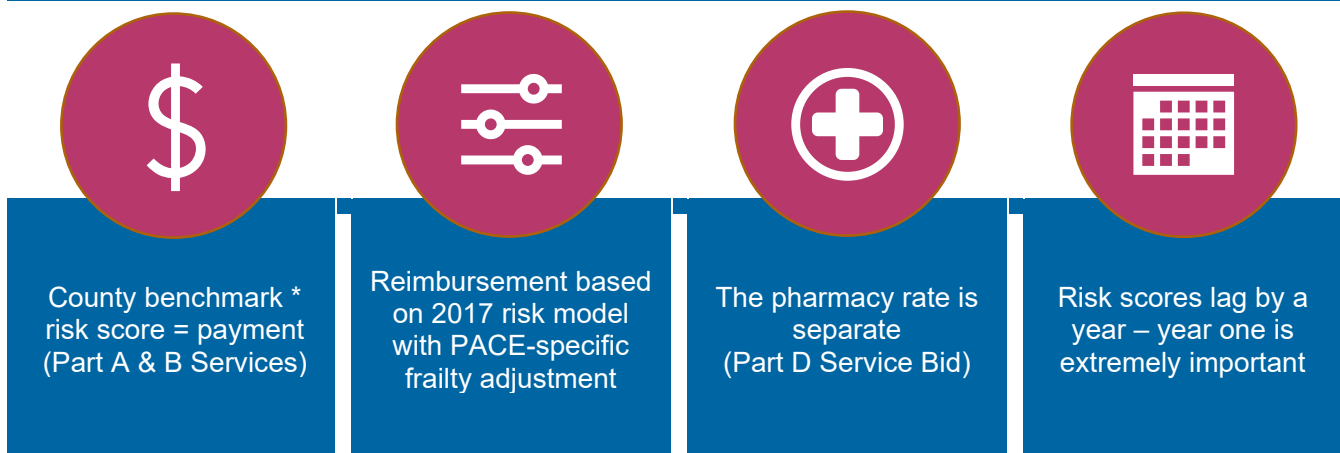 County benchmark *
risk score = payment
(Part A & B Services)
Reimbursement based
on 2017 risk model
with PACE-specific
frailty adjustment
The pharmacy rate is
separate
(Part D Service Bid)
Risk scores lag by a
year – year one is
extremely important